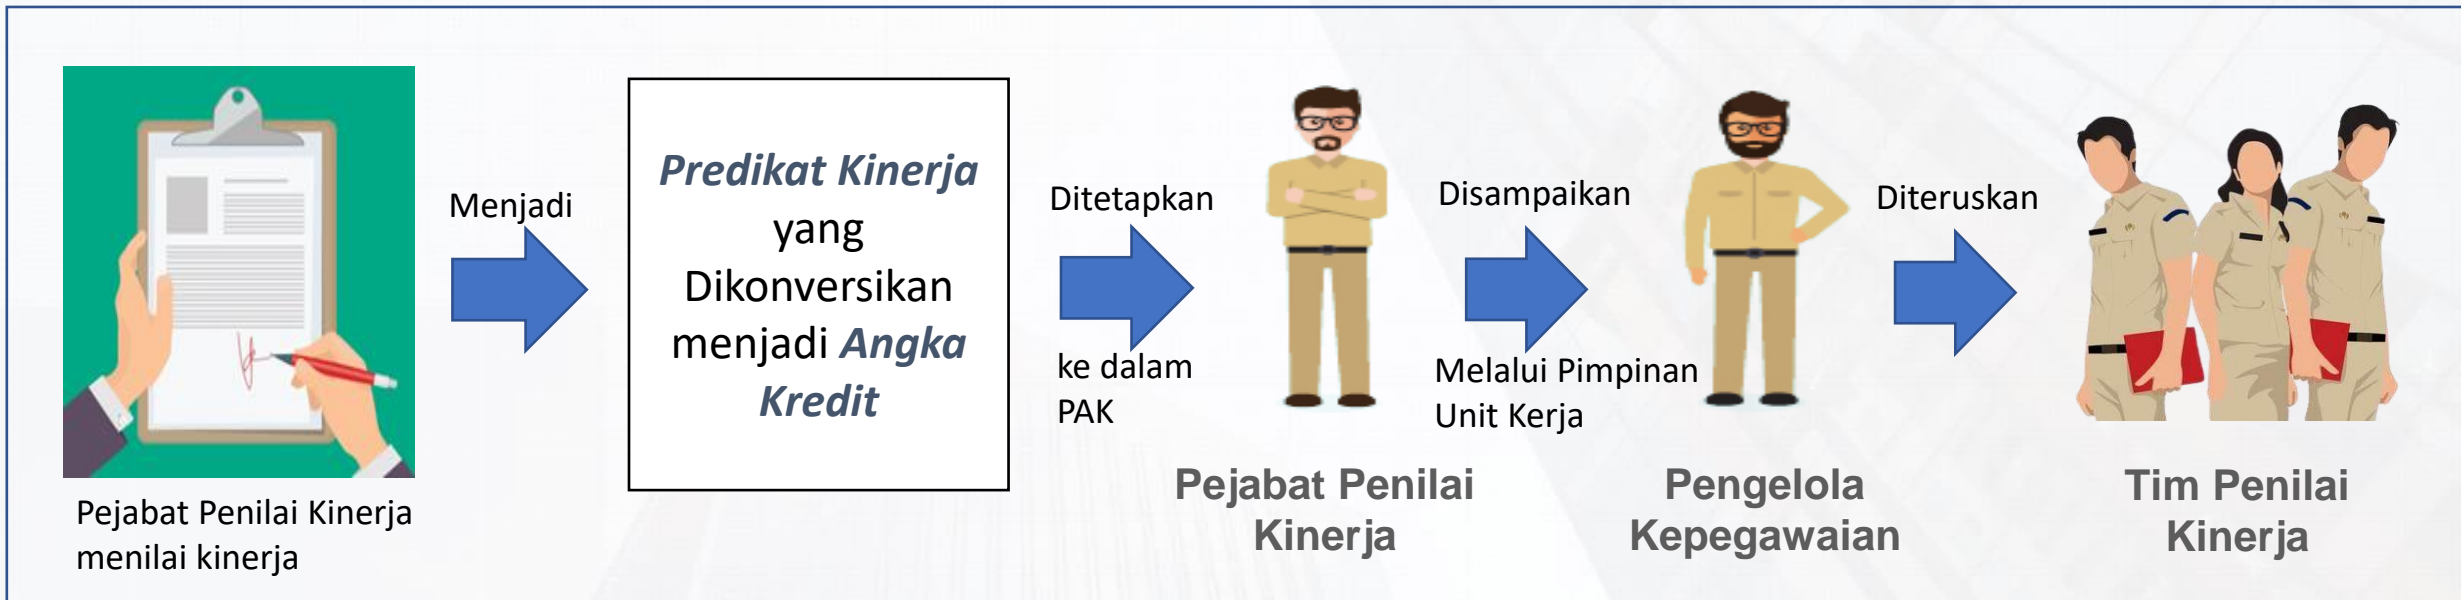 Pejabat Penilai Kinerja
menilai kinerja
Menjadi
Predikat Kinerja
yang
Dikonversikan
menjadi Angka
Kredit
Ditetapkan
ke dalam
PAK
Pejabat Penilai
Kinerja
Disampaikan
Melalui Pimpinan
Unit Kerja
Pengelola
Kepegawaian
Diteruskan
Tim Penilai
Kinerja